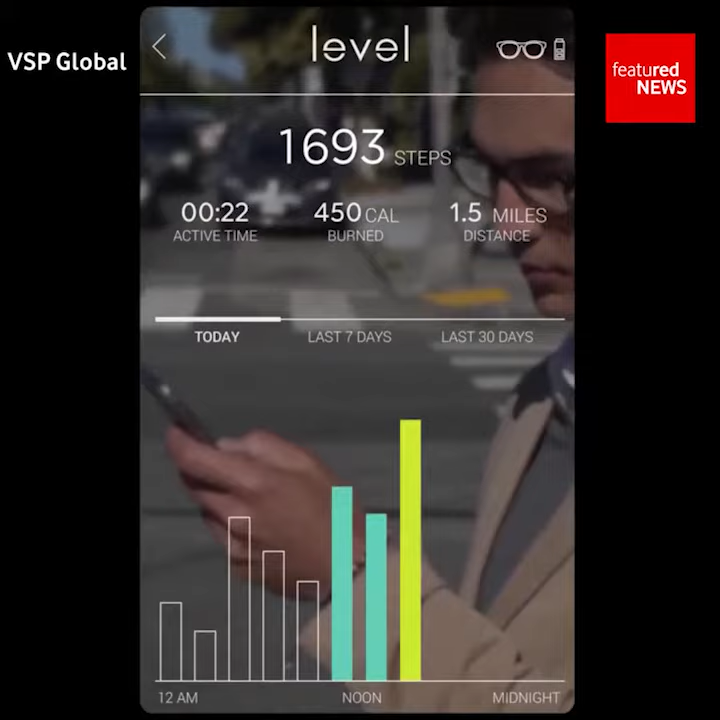 VSP Global
level
featured
NEWS
1693 STEPS
00:22 450 CAL 1.5 MILES
ACTIVE TIME BURNED DISTANCE
TODAY LAST 7 DAYS LAST 30 DAYS
12 AM NOON MIDNIGHT